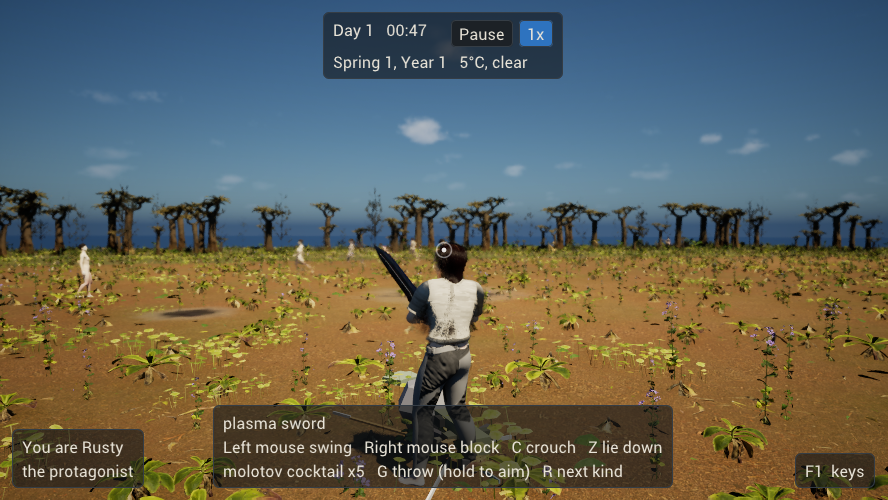 Day 1 00:47 Pause 1x
Spring 1, Year 1 5°C, clear
plasma sword
Left mouse swing Right mouse block C crouch Z lie down
molotov cocktail x5 G throw (hold to aim) R next kind
You are Rusty
the protagonist
F1 keys